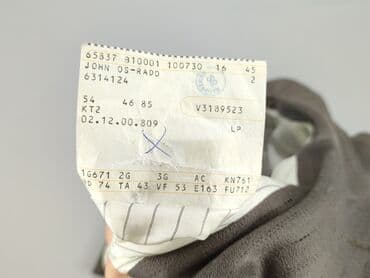 65837 810001 100730 16 45
JOHN OS-RADO 2
6314124
54 46 85 V3189523
KT2
02.12.00.809 LP
1G671 2G 3G AC KN761
74 TA 43 VF 53 E163 FU712